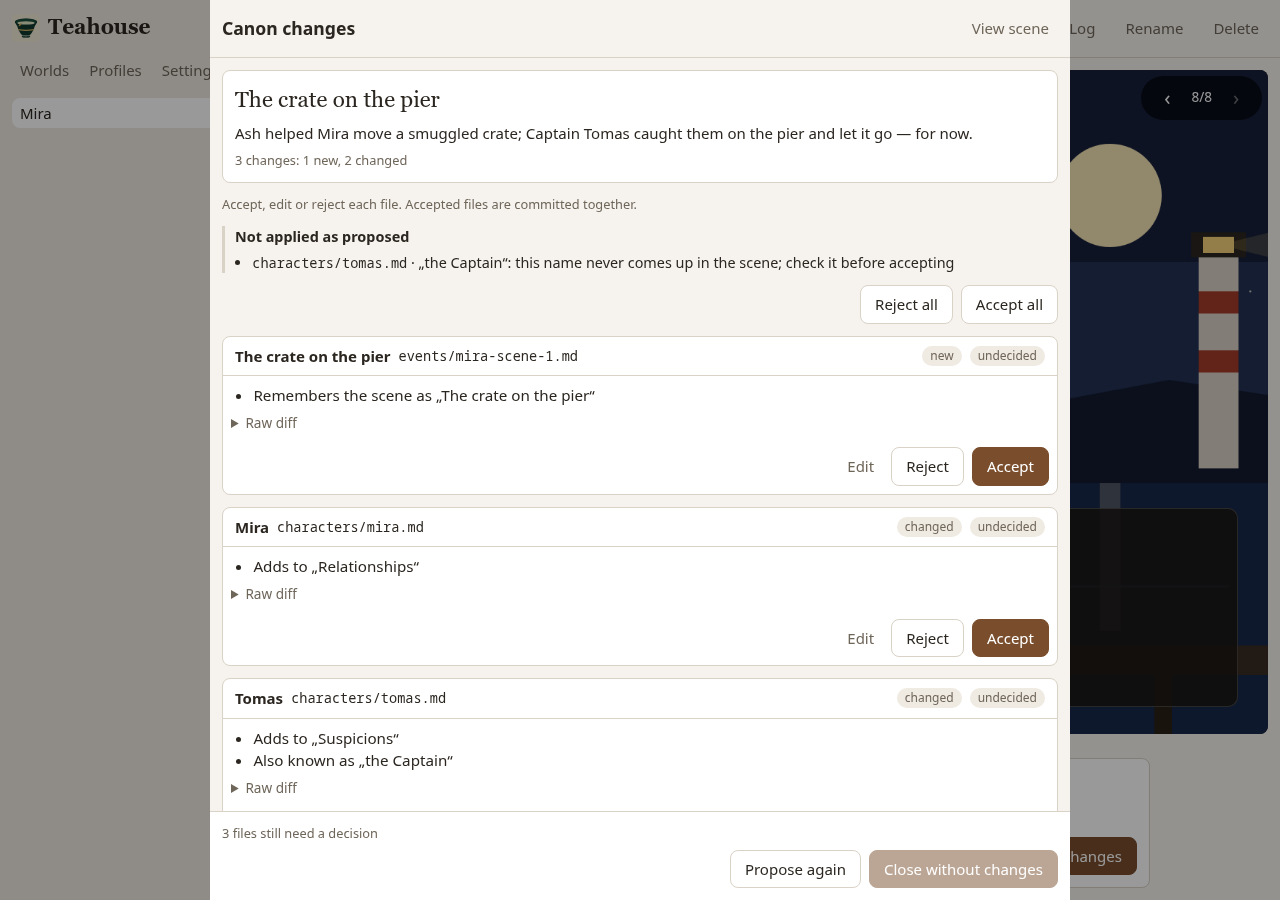 Teahouse
Worlds Profiles Setting
Mira
Canon changes
View scene
Log Rename Delete
‹ 8/8 ›
The crate on the pier
Ash helped Mira move a smuggled crate; Captain Tomas caught them on the pier and let it go — for now.
3 changes: 1 new, 2 changed
Accept, edit or reject each file. Accepted files are committed together.
Not applied as proposed
• characters/tomas.md · „the Captain“: this name never comes up in the scene; check it before accepting
Reject all Accept all
The crate on the pier events/mira-scene-1.md new undecided
• Remembers the scene as „The crate on the pier“
▶ Raw diff
Edit Reject Accept
Mira characters/mira.md changed undecided
• Adds to „Relationships“
▶ Raw diff
Edit Reject Accept
Tomas characters/tomas.md changed undecided
• Adds to „Suspicions“
• Also known as „the Captain“
▶ Raw diff
3 files still need a decision
Propose again Close without changes
hanges